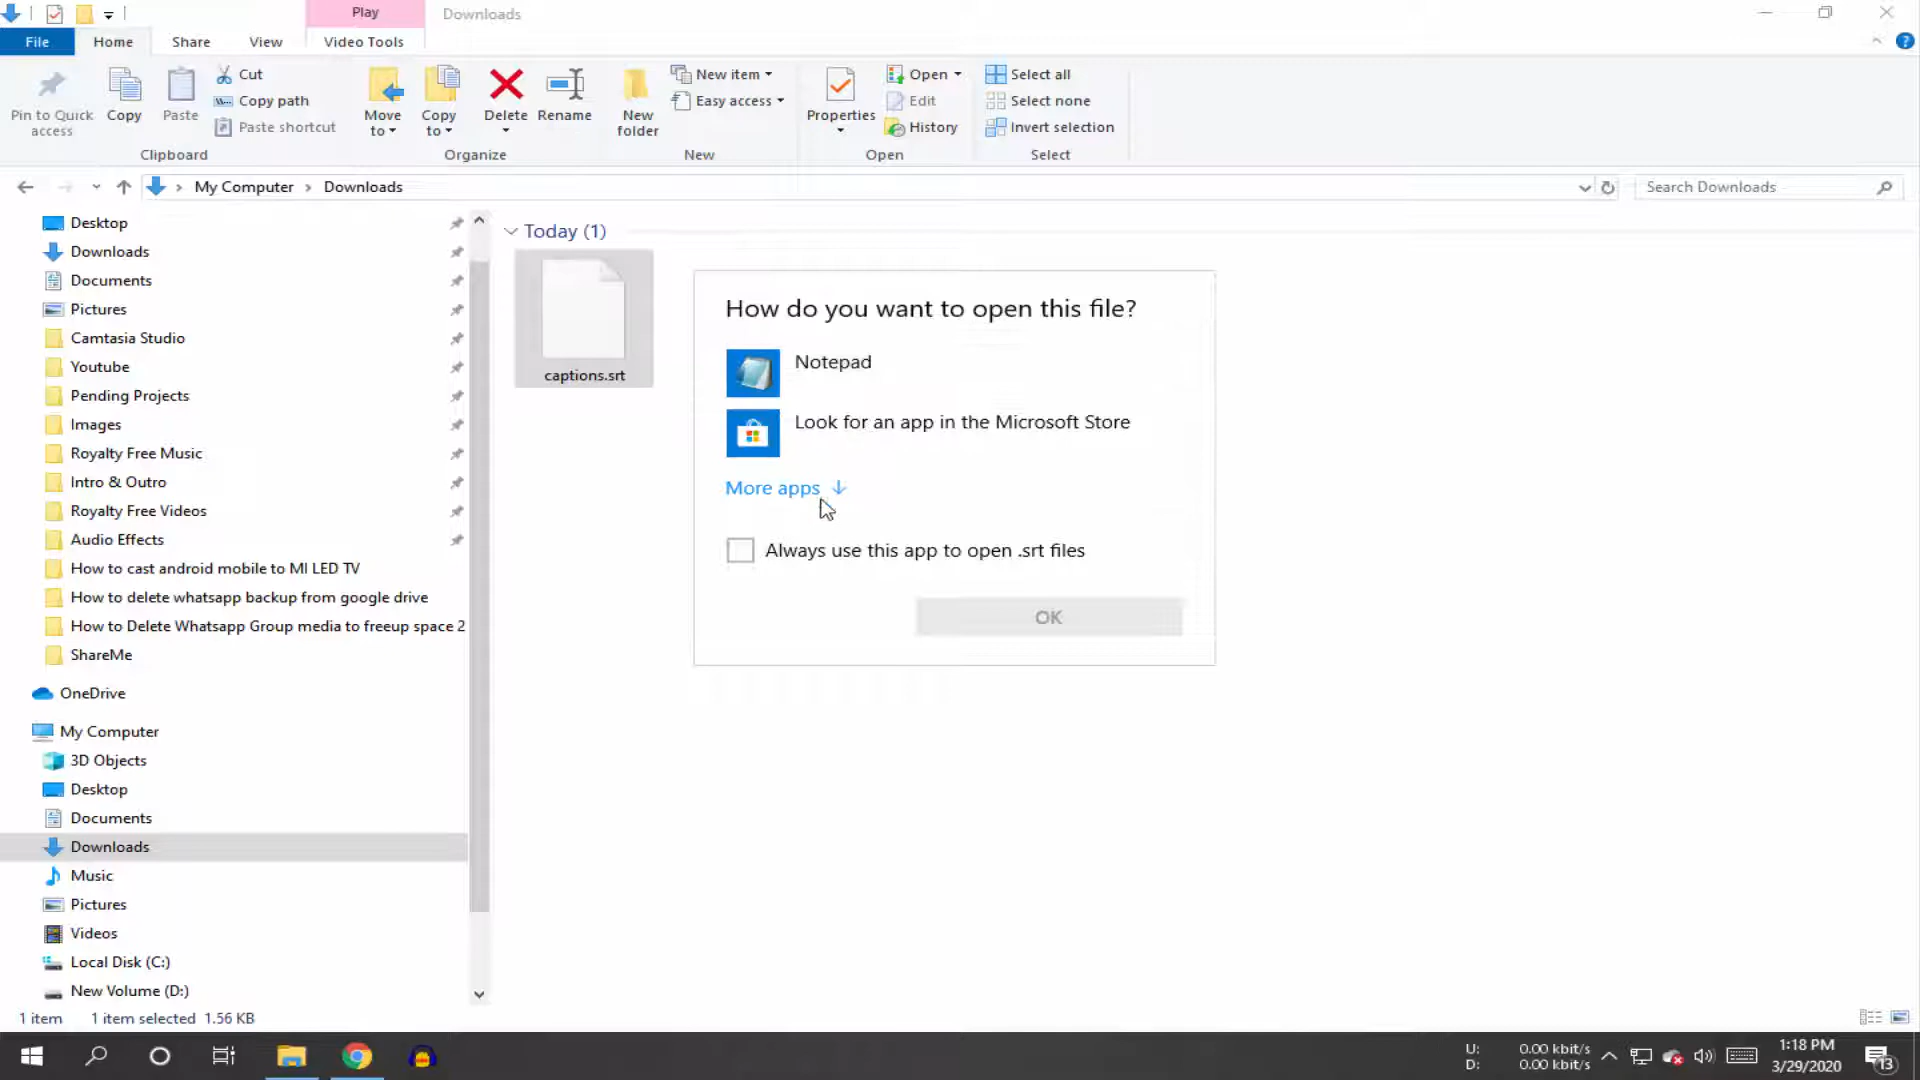 Play
Downloads
File
Home
Share
View
Video Tools
Pin to Quick access
Copy
Paste
Cut
Copy path
Paste shortcut
Clipboard
Move to
Copy to
Delete
Rename
Organize
New folder
New item
Easy access
New
Properties
Open
Edit
History
Open
Select all
Select none
Invert selection
Select
My Computer > Downloads
Search Downloads
Desktop
Downloads
Documents
Pictures
Camtasia Studio
Youtube
Pending Projects
Images
Royalty Free Music
Intro & Outro
Royalty Free Videos
Audio Effects
How to cast android mobile to MI LED TV
How to delete whatsapp backup from google drive
How to Delete Whatsapp Group media to freeup space 2
ShareMe
OneDrive
My Computer
3D Objects
Desktop
Documents
Downloads
Music
Pictures
Videos
Local Disk (C:)
New Volume (D:)
Today (1)
captions.srt
How do you want to open this file?
Notepad
Look for an app in the Microsoft Store
More apps
Always use this app to open .srt files
OK
1 item 1 item selected 1.56 KB
U: 0.00 kbit/s
D: 0.00 kbit/s
1:18 PM
3/29/2020
13